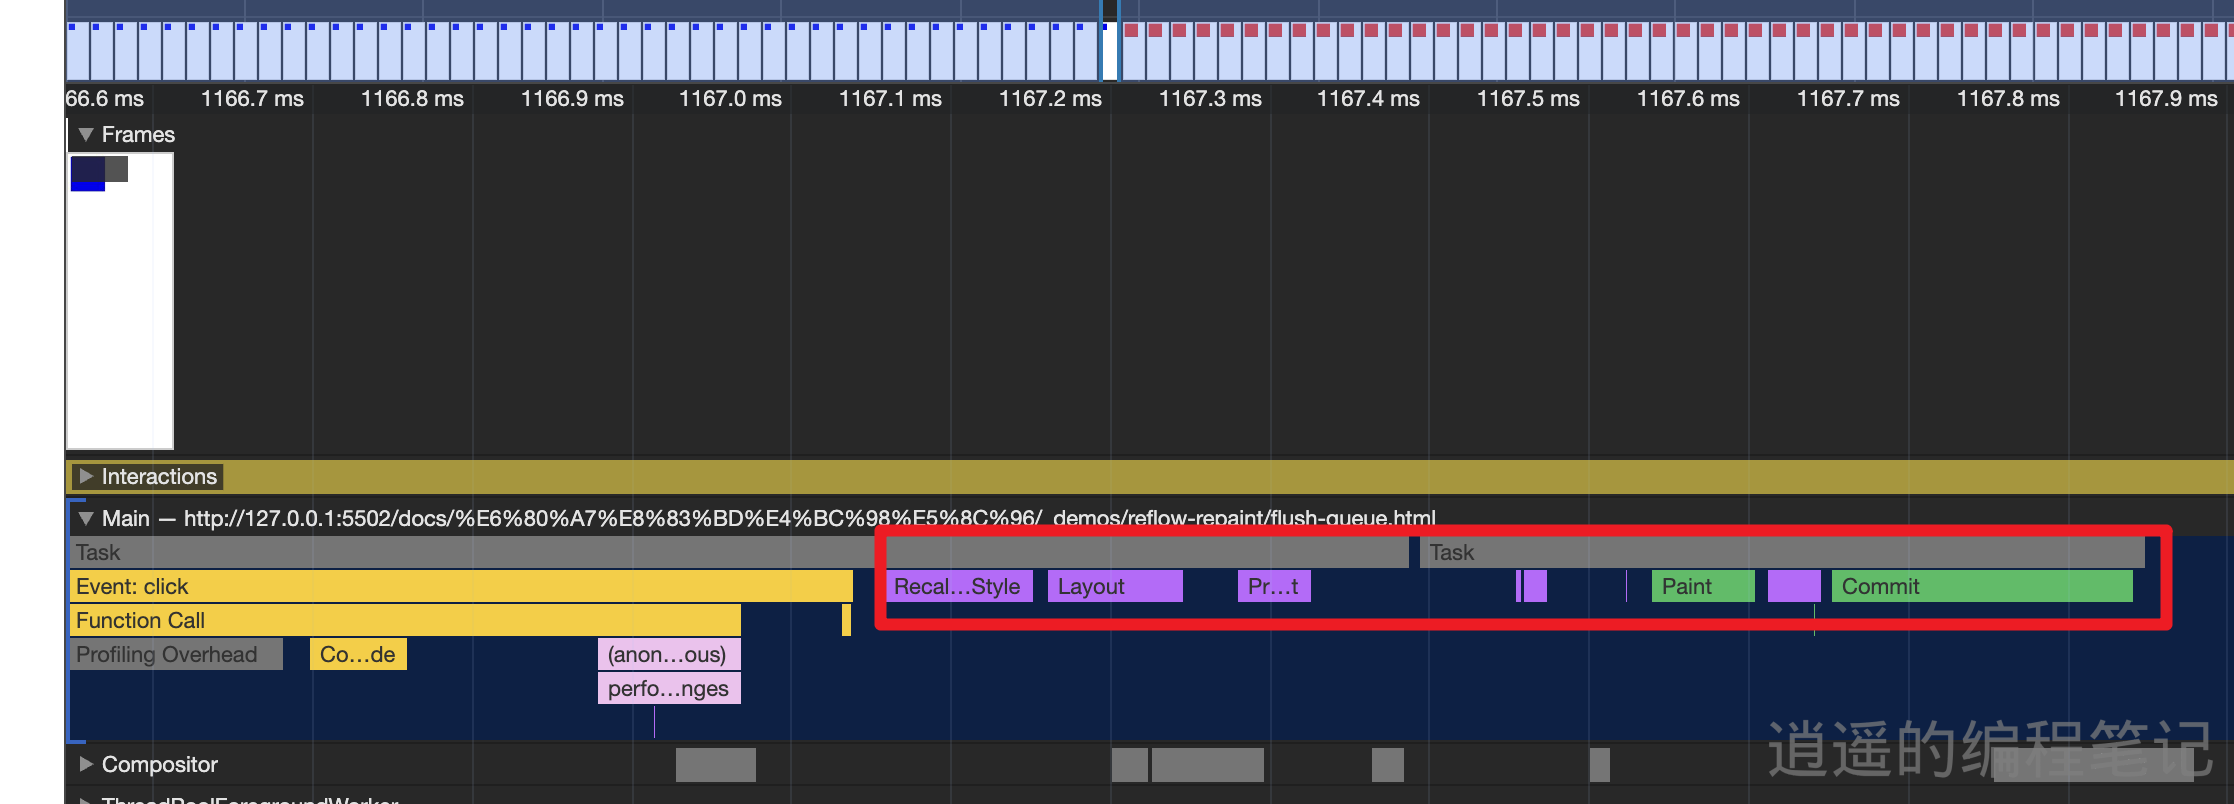 66.6 ms 1166.7 ms 1166.8 ms 1166.9 ms 1167.0 ms 1167.1 ms 1167.2 ms 1167.3 ms 1167.4 ms 1167.5 ms 1167.6 ms 1167.7 ms 1167.8 ms 1167.9 ms
Frames
Interactions
Main — http://127.0.0.1:5502/docs/%E6%80%A7%E8%83%BD%E4%BC%98%E5%8C%96/_demos/reflow-repaint/flush-queue.html
Task Task
Event: click Recal…Style Layout Pr…t Paint Commit
Function Call
Profiling Overhead Co…de (anon…ous)
perfo…nges
逍遥的编程笔记
Compositor
ThreadPoolForegroundWorker